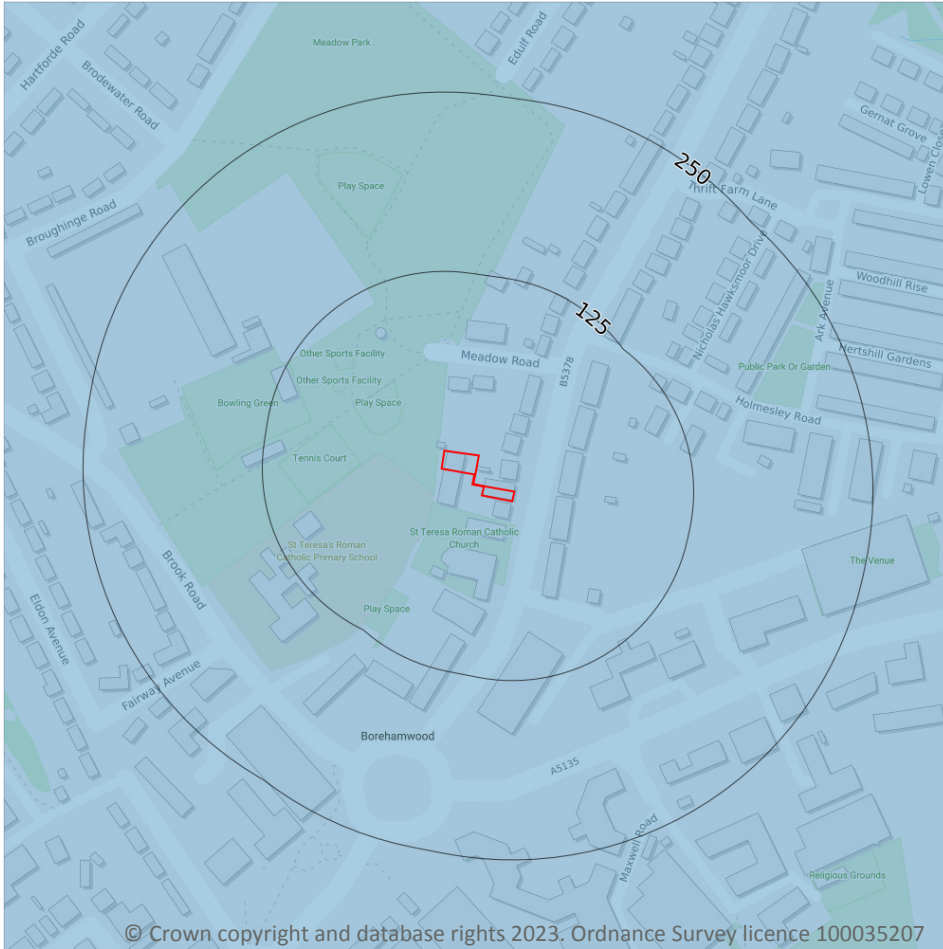 Hartforde Road
Meadow Park
Edulf Road
Brodewater Road
Gernat Grove
Lowen Close
250
Play Space
Thrift Farm Lane
Broughinge Road
Nicholas Hawksmoor Drive
Woodhill Rise
Ark Avenue
125
Other Sports Facility
Meadow Road
B5378
Hertshill Gardens
Public Park Or Garden
Other Sports Facility
Bowling Green
Play Space
Holmesley Road
Tennis Court
St Teresa Roman Catholic
Church
St Teresa's Roman
Catholic Primary School
The Venue
Brook Road
Eldon Avenue
Play Space
Fairway Avenue
Borehamwood
A5135
Maxwell Road
Religious Grounds
© Crown copyright and database rights 2023. Ordnance Survey licence 100035207